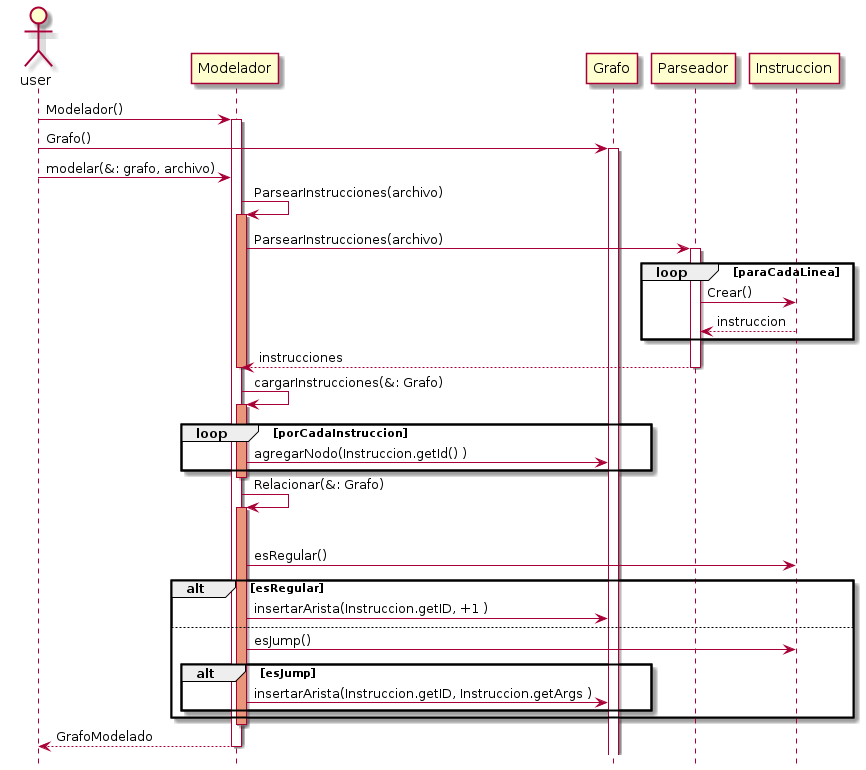 user
Modelador
Grafo
Parseador
Instruccion
Modelador()
Grafo()
modelar(&: grafo, archivo)
ParsearInstrucciones(archivo)
ParsearInstrucciones(archivo)
loop [paraCadaLinea]
Crear()
instruccion
instrucciones
cargarInstrucciones(&: Grafo)
loop [porCadaInstruccion]
agregarNodo(Instruccion.getId() )
Relacionar(&: Grafo)
esRegular()
alt [esRegular]
insertarArista(Instruccion.getID, +1 )
esJump()
alt [esJump]
insertarArista(Instruccion.getID, Instruccion.getArgs )
GrafoModelado